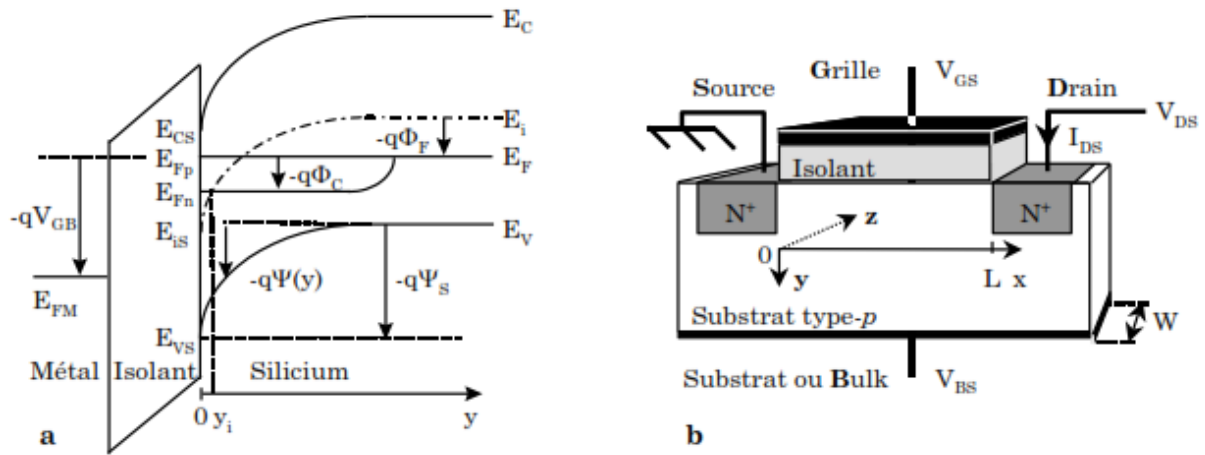 E_C
E_CS
E_i
-qΦ_F
E_Fp
E_F
-qΦ_C
E_Fn
-qV_GB
E_iS
E_V
-qΨ(y)
-qΨ_S
E_FM
E_VS
Métal
Isolant
Silicium
0
y_i
y
a
Grille
V_GS
Source
Drain
V_DS
I_DS
Isolant
N⁺
N⁺
z
0
y
L
x
Substrat type-p
W
Substrat ou Bulk
V_BS
b